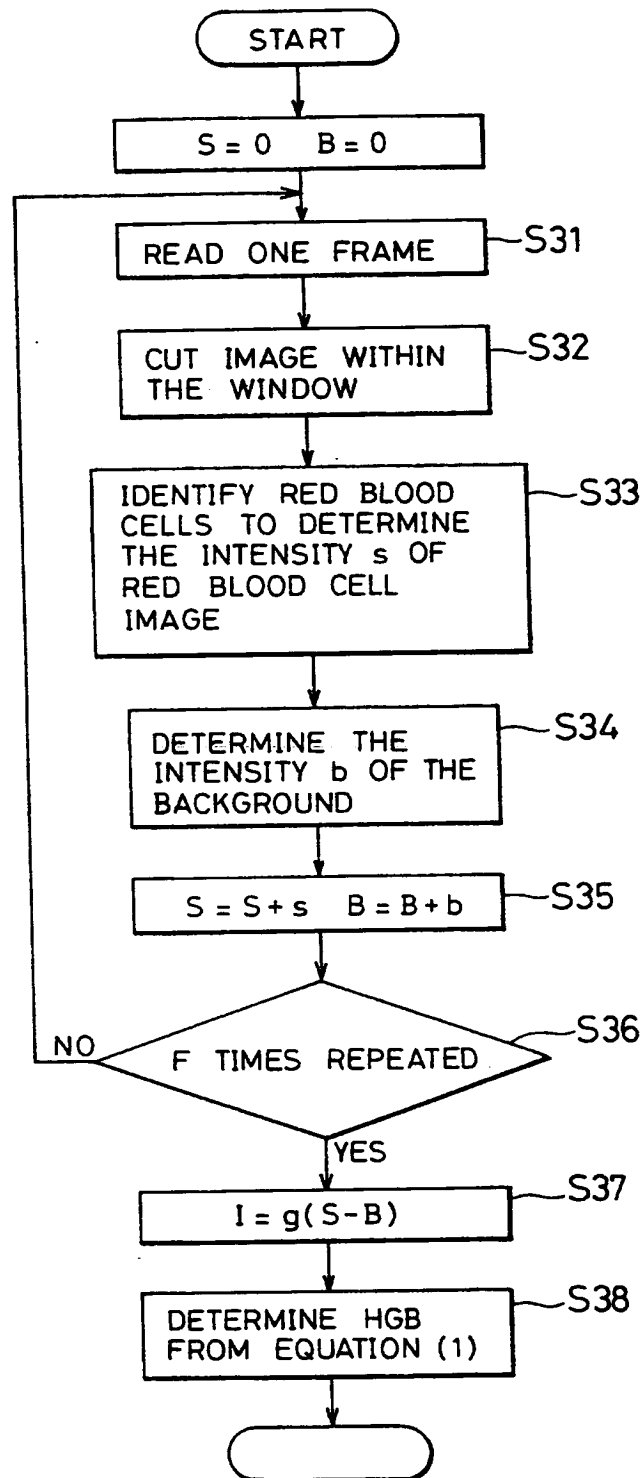 START
S = 0 B = 0
READ ONE FRAME
S31
CUT IMAGE WITHIN
THE WINDOW
S32
IDENTIFY RED BLOOD
CELLS TO DETERMINE
THE INTENSITY s OF
RED BLOOD CELL
IMAGE
S33
DETERMINE THE
INTENSITY b OF THE
BACKGROUND
S34
S = S + s B = B + b
S35
F TIMES REPEATED
S36
NO
YES
I = g(S-B)
S37
DETERMINE HGB
FROM EQUATION (1)
S38